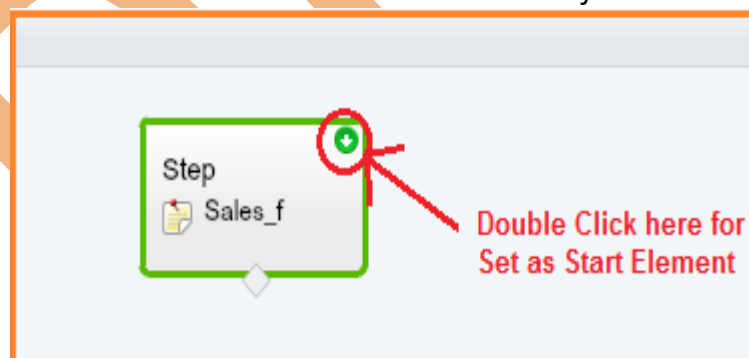 Step
Sales_f
Double Click here for
Set as Start Element